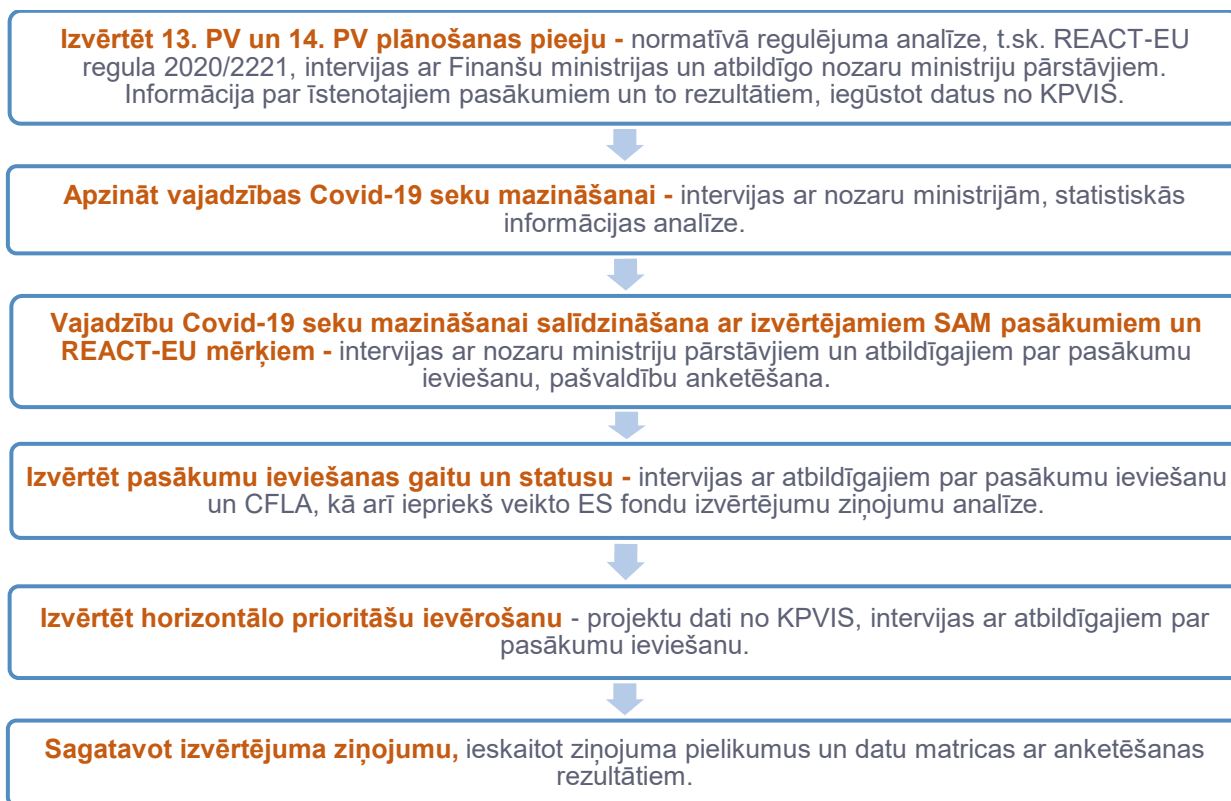 Izvērtēt 13. PV un 14. PV plānošanas pieeju - normatīvā regulējuma analīze, t.sk. REACT-EU
regula 2020/2221, intervijas ar Finanšu ministrijas un atbildīgo nozaru ministriju pārstāvjiem.
Informācija par īstenotajiem pasākumiem un to rezultātiem, iegūstot datus no KPVIS.
Apzināt vajadzības Covid-19 seku mazināšanai - intervijas ar nozaru ministrijām, statistiskās
informācijas analīze.
Vajadzību Covid-19 seku mazināšanai salīdzināšana ar izvērtējamiem SAM pasākumiem un
REACT-EU mērķiem - intervijas ar nozaru ministriju pārstāvjiem un atbildīgajiem par pasākumu
ieviešanu, pašvaldību anketēšana.
Izvērtēt pasākumu ieviešanas gaitu un statusu - intervijas ar atbildīgajiem par pasākumu ieviešanu
un CFLA, kā arī iepriekš veikto ES fondu izvērtējumu ziņojumu analīze.
Izvērtēt horizontālo prioritāšu ievērošanu - projektu dati no KPVIS, intervijas ar atbildīgajiem par
pasākumu ieviešanu.
Sagatavot izvērtējuma ziņojumu, ieskaitot ziņojuma pielikumus un datu matricas ar anketēšanas
rezultātiem.